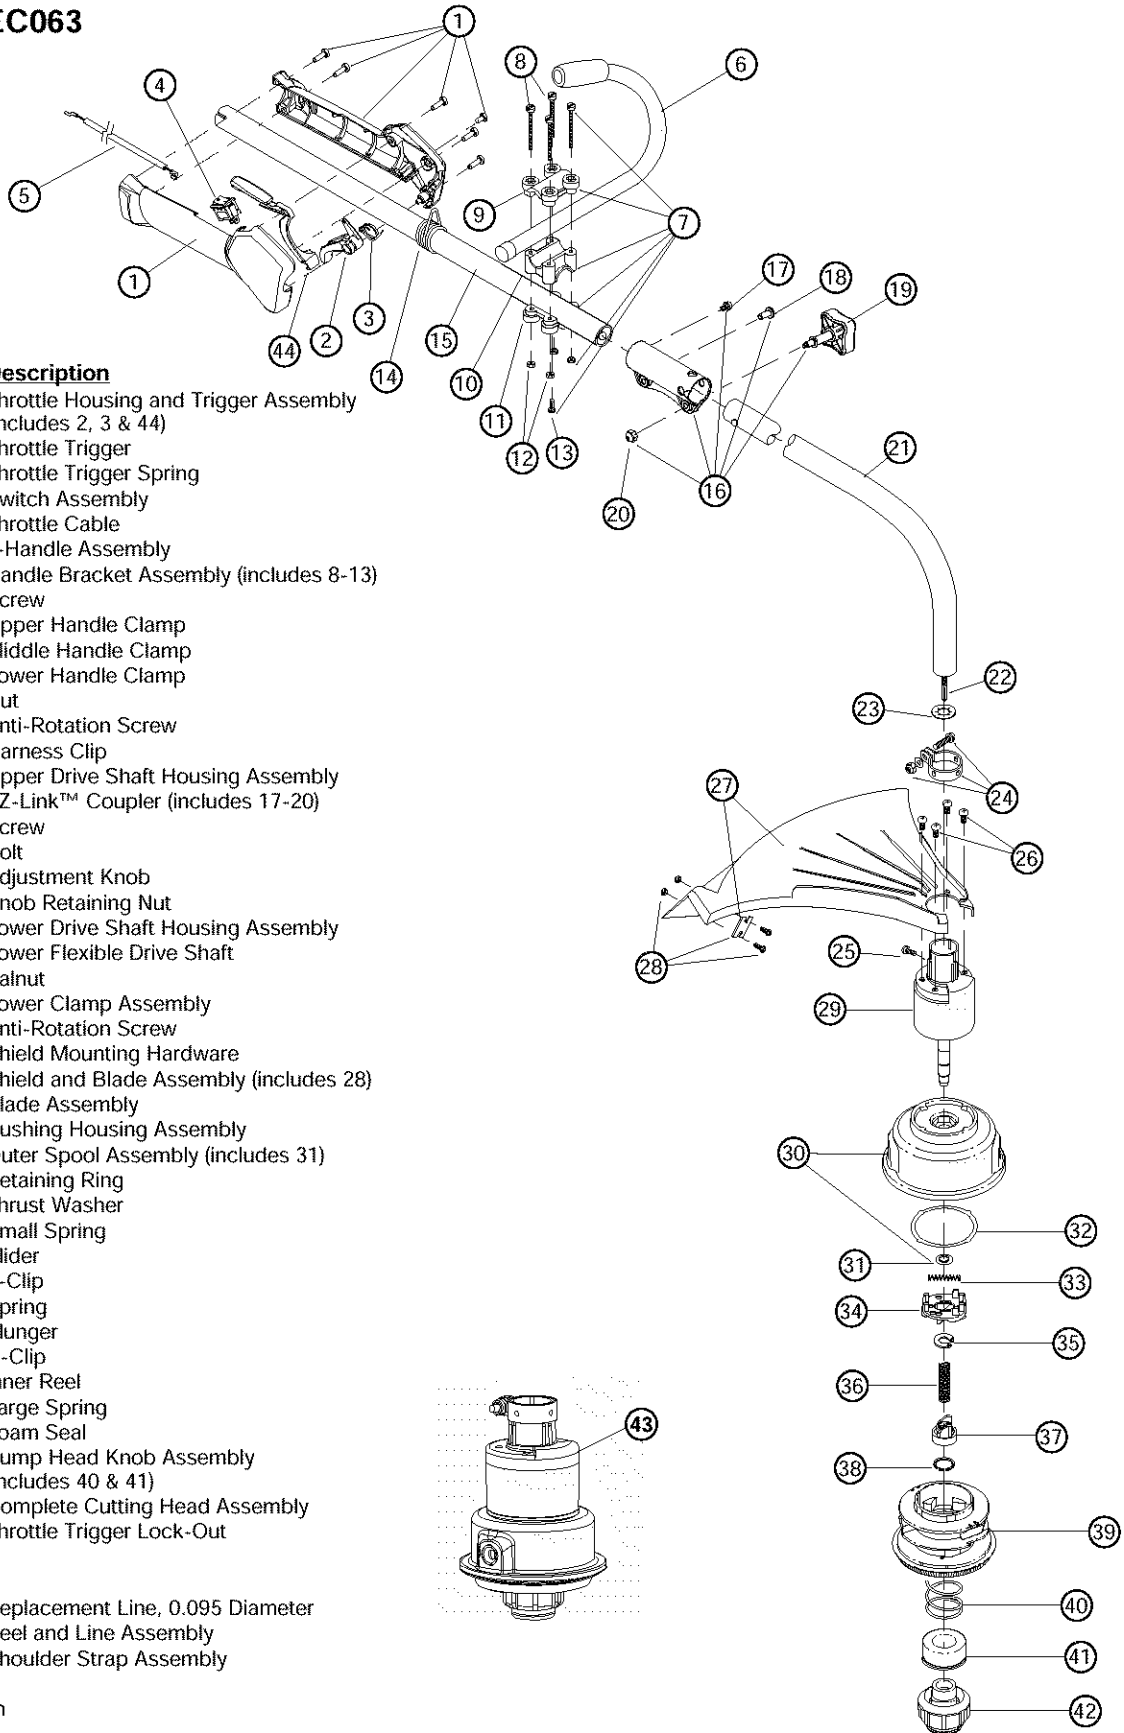 EC063
1
8
6
4
5
9
7
17
18
19
1
2
3
44
14
15
10
11
12
13
16
20
21
escription
hrottle Housing and Trigger Assembly
ncludes 2, 3 & 44)
hrottle Trigger
hrottle Trigger Spring
witch Assembly
hrottle Cable
-Handle Assembly
andle Bracket Assembly (includes 8-13)
crew
pper Handle Clamp
iddle Handle Clamp
ower Handle Clamp
ut
nti-Rotation Screw
arness Clip
pper Drive Shaft Housing Assembly
Z-Link™ Coupler (includes 17-20)
crew
olt
djustment Knob
nob Retaining Nut
ower Drive Shaft Housing Assembly
ower Flexible Drive Shaft
alnut
ower Clamp Assembly
nti-Rotation Screw
hield Mounting Hardware
hield and Blade Assembly (includes 28)
lade Assembly
ushing Housing Assembly
uter Spool Assembly (includes 31)
etaining Ring
hrust Washer
mall Spring
lider
-Clip
pring
lunger
-Clip
nner Reel
arge Spring
oam Seal
ump Head Knob Assembly
ncludes 40 & 41)
omplete Cutting Head Assembly
hrottle Trigger Lock-Out
eplacement Line, 0.095 Diameter
eel and Line Assembly
houlder Strap Assembly
n
22
23
24
27
26
25
28
29
30
32
31
33
34
35
36
37
38
39
40
41
42
43